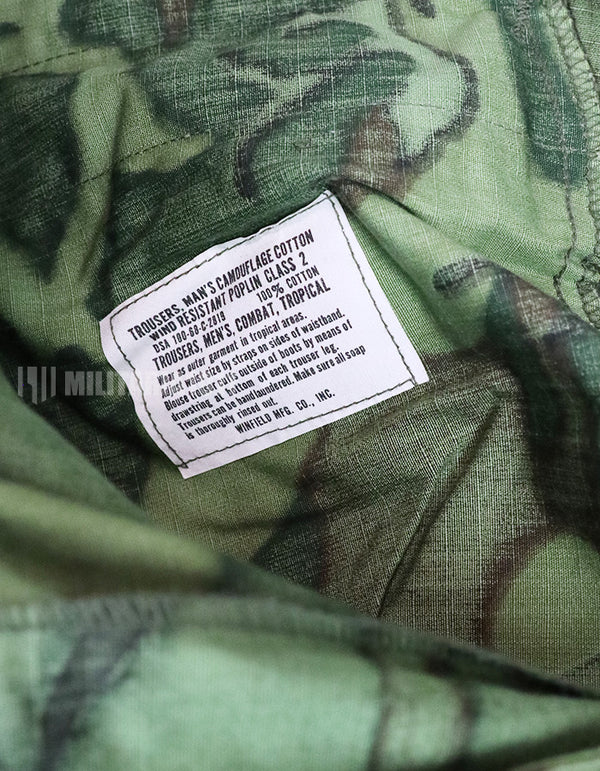 TROUSERS, MAN'S CAMOUFLAGE COTTON
WIND RESISTANT POPLIN CLASS 2
DSA 100-68-C-2819   100% COTTON
TROUSERS, MEN'S, COMBAT, TROPICAL
Wear as outer garment in tropical areas.
Adjust waist size by straps on sides of waistband.
Blouse trouser cuffs outside of boots by means of
drawstring at bottom of each trouser leg.
Trousers can be handlaundered. Make sure all soap
is thoroughly rinsed out.
WINFIELD MFG. CO., INC.